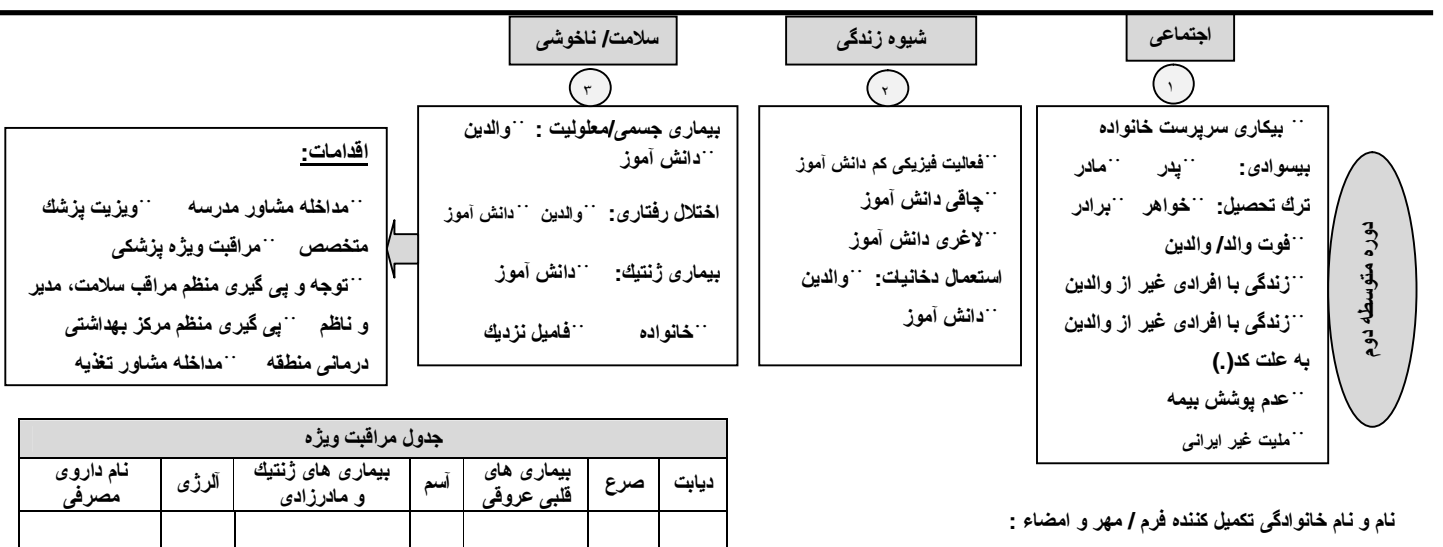 اجتماعی
۱
¨ بیکاری سرپرست خانواده
بیسوادی: ¨پدر ¨مادر
ترك تحصیل: ¨خواهر ¨برادر
¨فوت والد/ والدین
¨زندگی با افرادی غیر از والدین
¨زندگی با افرادی غیر از والدین
به علت كد(.)
¨عدم پوشش بیمه
¨ملیت غیر ایرانی
دوره متوسطه دوم
شیوه زندگی
۲
¨فعالیت فیزیکی کم دانش آموز
¨چاقی دانش آموز
¨لاغری دانش آموز
استعمال دخانیات: ¨والدین
¨دانش آموز
سلامت/ ناخوشی
۳
بیماری جسمی/معلولیت : ¨والدین
¨دانش آموز
اختلال رفتاری: ¨والدین ¨دانش آموز
بیماری ژنتیك: ¨دانش آموز
¨خانواده ¨فامیل نزدیك
اقدامات:
¨مداخله مشاور مدرسه ¨ویزیت پزشك
متخصص ¨مراقبت ویژه پزشکی
¨توجه و پی گیری منظم مراقب سلامت، مدیر
و ناظم ¨پی گیری منظم مرکز بهداشتی
درمانی منطقه ¨مداخله مشاور تغذیه
جدول مراقبت ویژه
دیابت صرع بیماری های قلبی عروقی آسم بیماری های ژنتیك و مادرزادی آلرژی نام داروی مصرفی
نام و نام خانوادگی تکمیل کننده فرم / مهر و امضاء :